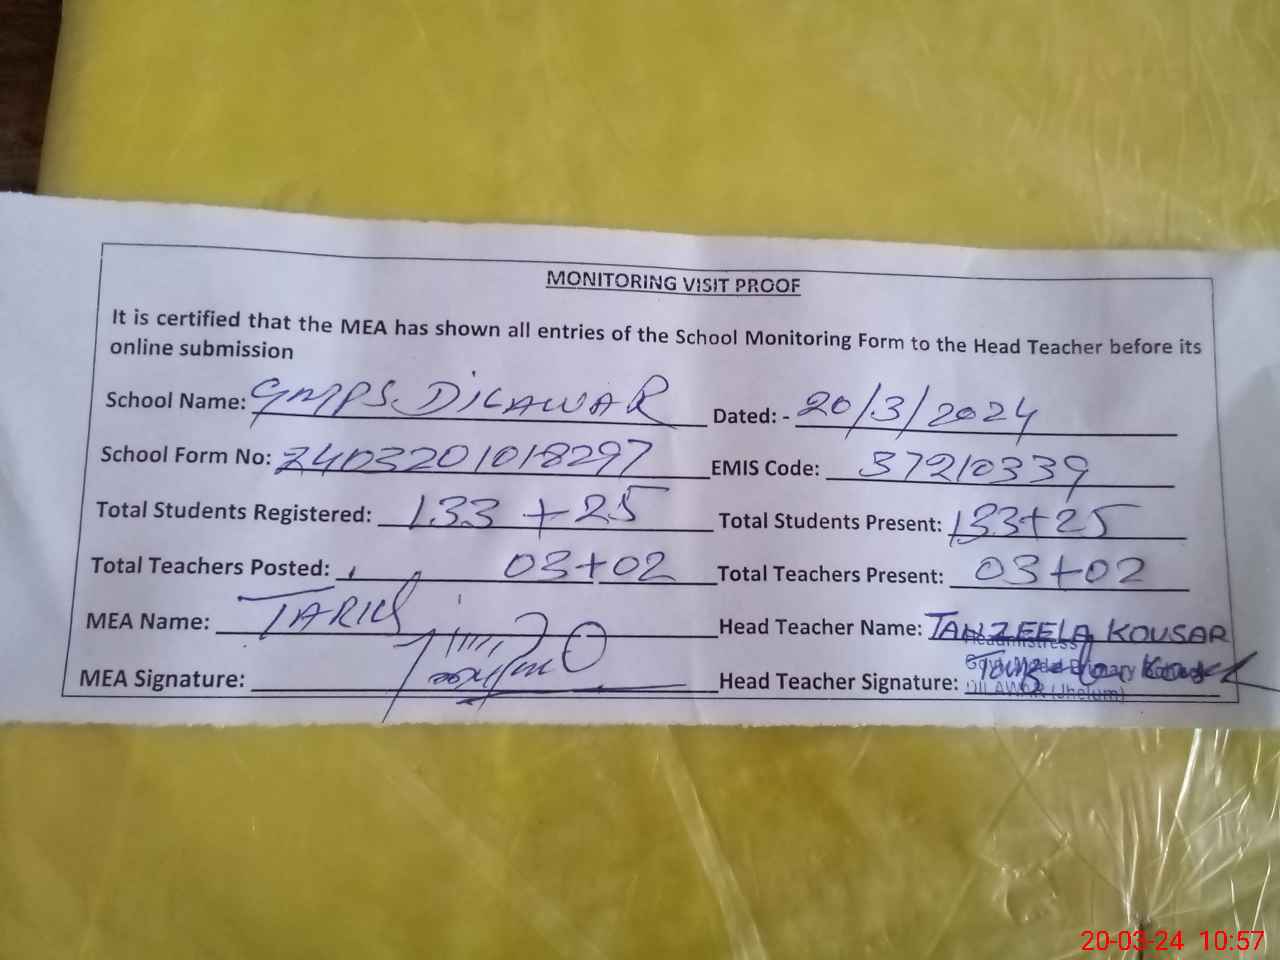 MONITORING VISIT PROOF
It is certified that the MEA has shown all entries of the School Monitoring Form to the Head Teacher before its
online submission
School Name: GMPS. DILAWAR Dated: - 20/3/2024
School Form No: 7403201018297 EMIS Code: 37210339
Total Students Registered: 133 + 25 Total Students Present: 133+25
Total Teachers Posted: 03+02 Total Teachers Present: 03+02
MEA Name: TARIQ Head Teacher Name: TANZEELA KOUSAR
Headmistress
MEA Signature: Head Teacher Signature:
DILAWAR (Jhelum)
20-03-24 10:57